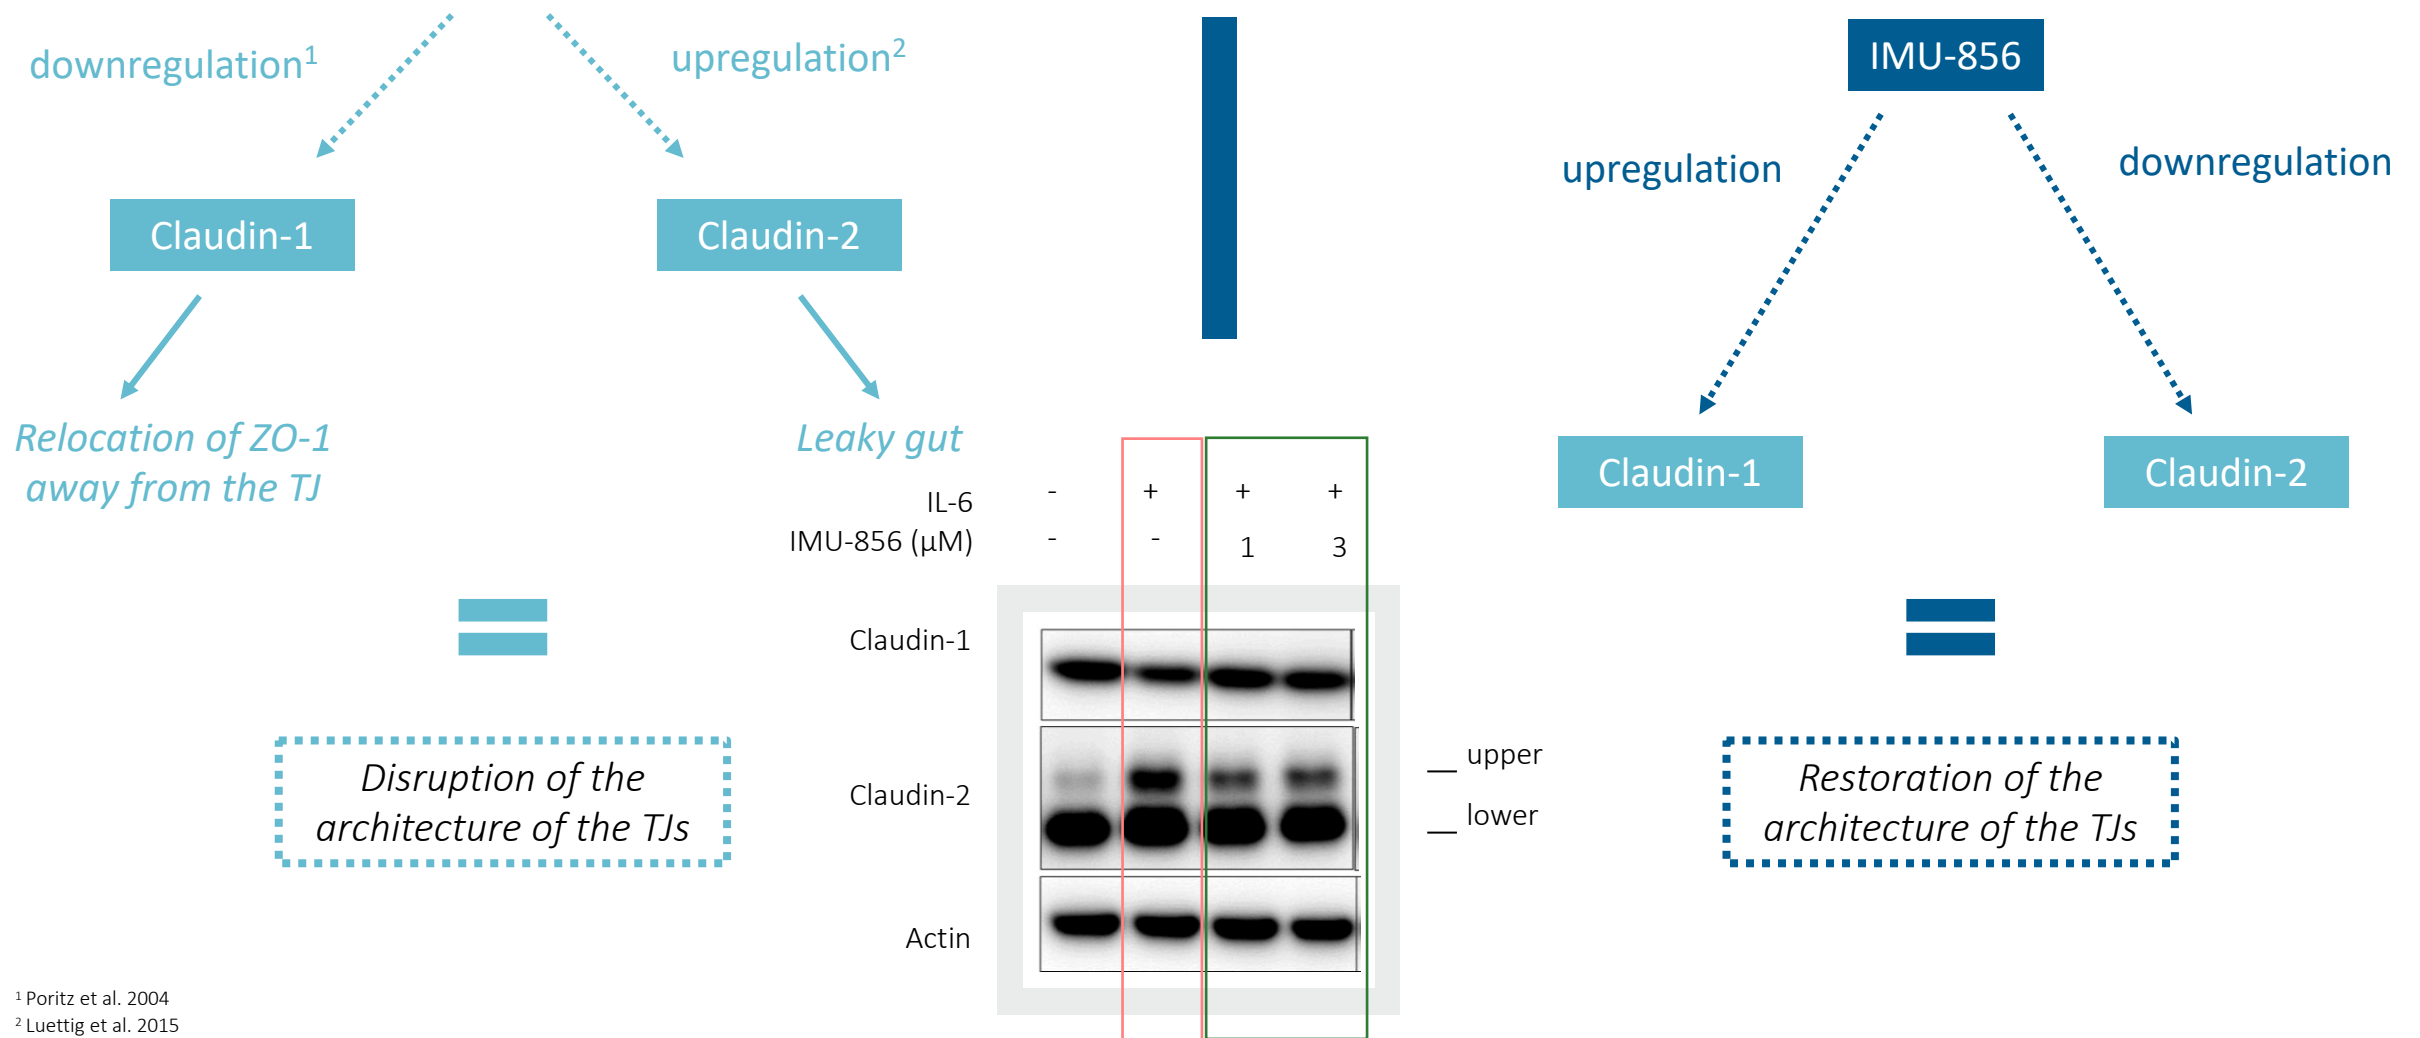 downregulation1
upregulation2
Claudin-1
Claudin-2
Relocation of ZO-1
away from the TJ
Leaky gut
Disruption of the
architecture of the TJs
IL-6 - + + +
IMU-856 (µM) - - 1 3
Claudin-1
Claudin-2
upper
lower
Actin
IMU-856
upregulation
downregulation
Claudin-1
Claudin-2
Restoration of the
architecture of the TJs
1 Poritz et al. 2004
2 Luettig et al. 2015